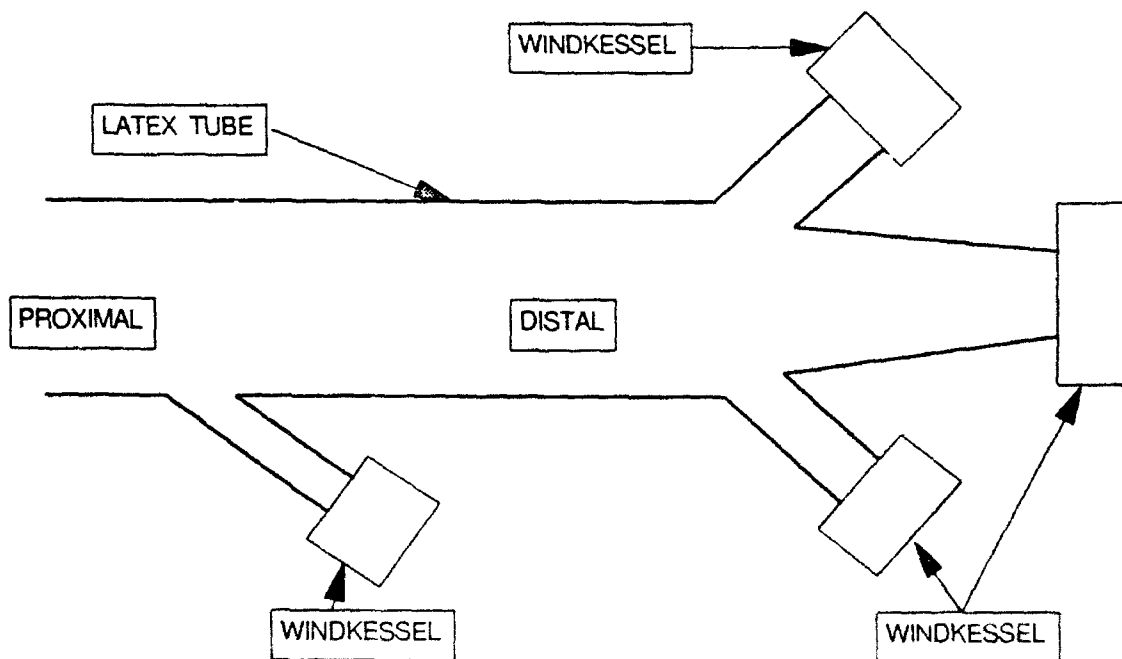 WINDKESSEL
LATEX TUBE
PROXIMAL
DISTAL
WINDKESSEL
WINDKESSEL